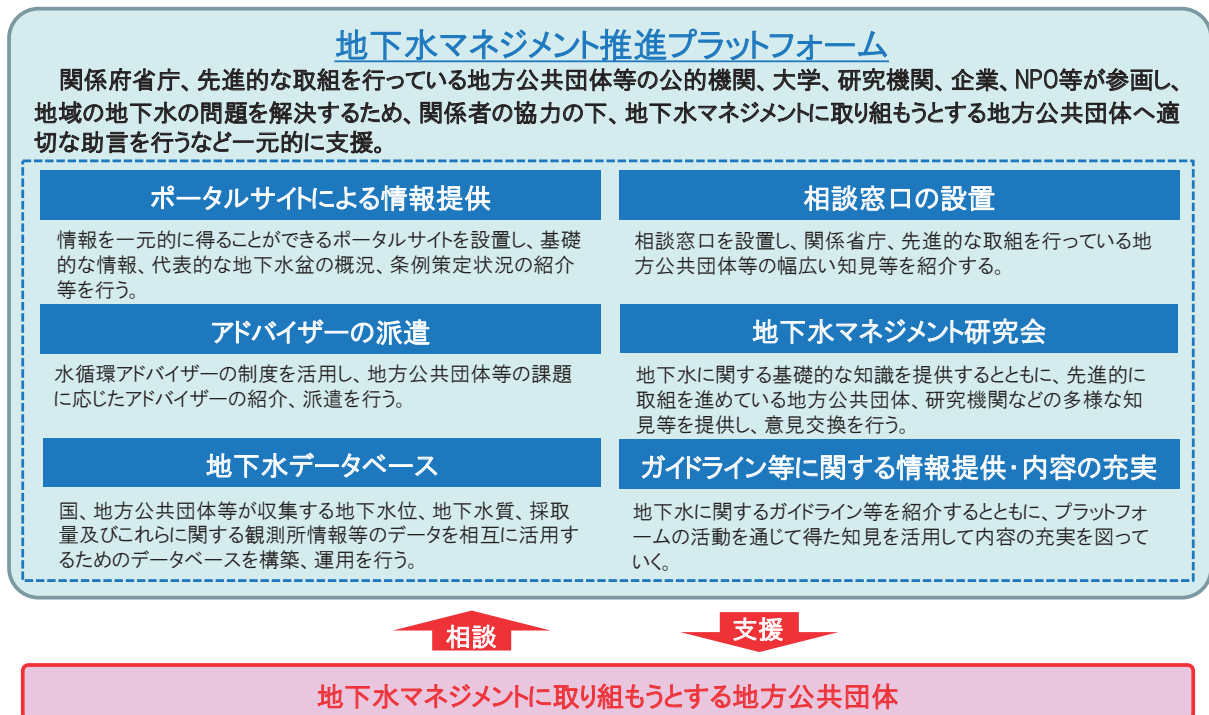 地下水マネジメント推進プラットフォーム
関係府省庁、先進的な取組を行っている地方公共団体等の公的機関、大学、研究機関、企業、NPO等が参画し、
地域の地下水の問題を解決するため、関係者の協力の下、地下水マネジメントに取り組もうとする地方公共団体へ適
切な助言を行うなど一元的に支援。
ポータルサイトによる情報提供
情報を一元的に得ることができるポータルサイトを設置し、基礎
的な情報、代表的な地下水盆の概況、条例策定状況の紹介
等を行う。
相談窓口の設置
相談窓口を設置し、関係省庁、先進的な取組を行っている地
方公共団体等の幅広い知見等を紹介する。
アドバイザーの派遣
水循環アドバイザーの制度を活用し、地方公共団体等の課題
に応じたアドバイザーの紹介、派遣を行う。
地下水マネジメント研究会
地下水に関する基礎的な知識を提供するとともに、先進的に
取組を進めている地方公共団体、研究機関などの多様な知
見等を提供し、意見交換を行う。
地下水データベース
国、地方公共団体等が収集する地下水位、地下水質、採取
量及びこれらに関する観測所情報等のデータを相互に活用す
るためのデータベースを構築、運用を行う。
ガイドライン等に関する情報提供・内容の充実
地下水に関するガイドライン等を紹介するとともに、プラットフォ
ームの活動を通じて得た知見を活用して内容の充実を図って
いく。
相談
支援
地下水マネジメントに取り組もうとする地方公共団体